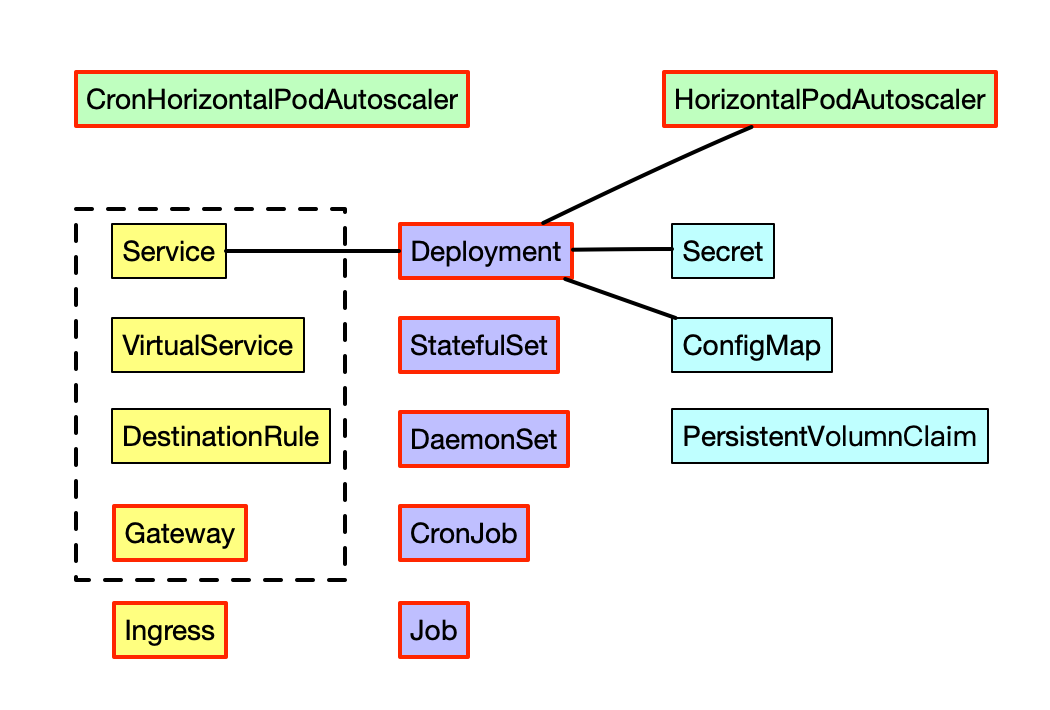 CronHorizontalPodAutoscaler
HorizontalPodAutoscaler
Service
Deployment
Secret
VirtualService
StatefulSet
ConfigMap
DestinationRule
DaemonSet
PersistentVolumnClaim
Gateway
CronJob
Ingress
Job